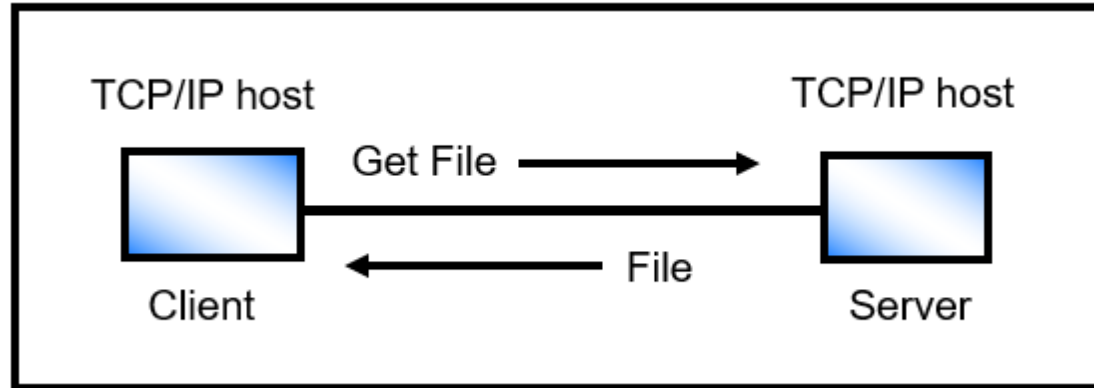 TCP/IP host
TCP/IP host
Get File
File
Client
Server